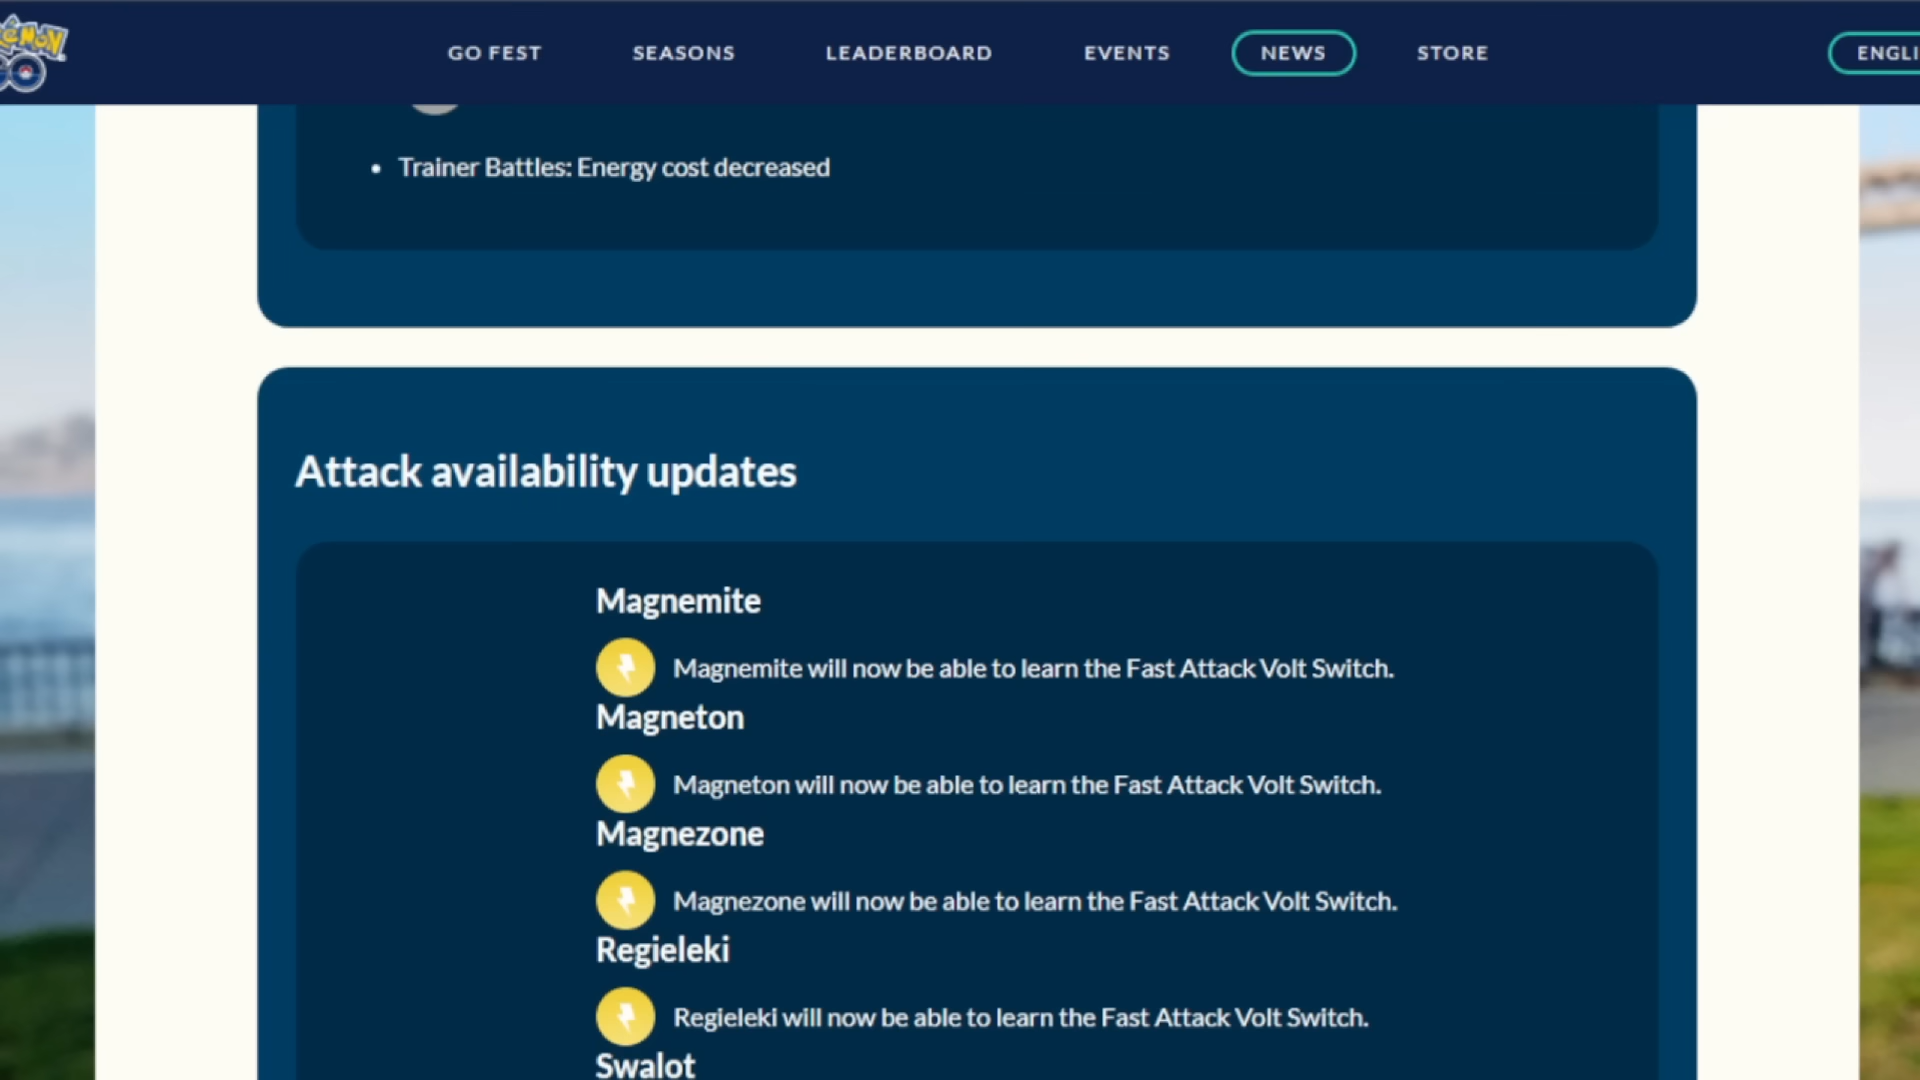 GO FEST
SEASONS
LEADERBOARD
EVENTS
NEWS
STORE
ENGLI
Trainer Battles: Energy cost decreased
Attack availability updates
Magnemite
Magnemite will now be able to learn the Fast Attack Volt Switch.
Magneton
Magneton will now be able to learn the Fast Attack Volt Switch.
Magnezone
Magnezone will now be able to learn the Fast Attack Volt Switch.
Regieleki
Regieleki will now be able to learn the Fast Attack Volt Switch.
Swalot